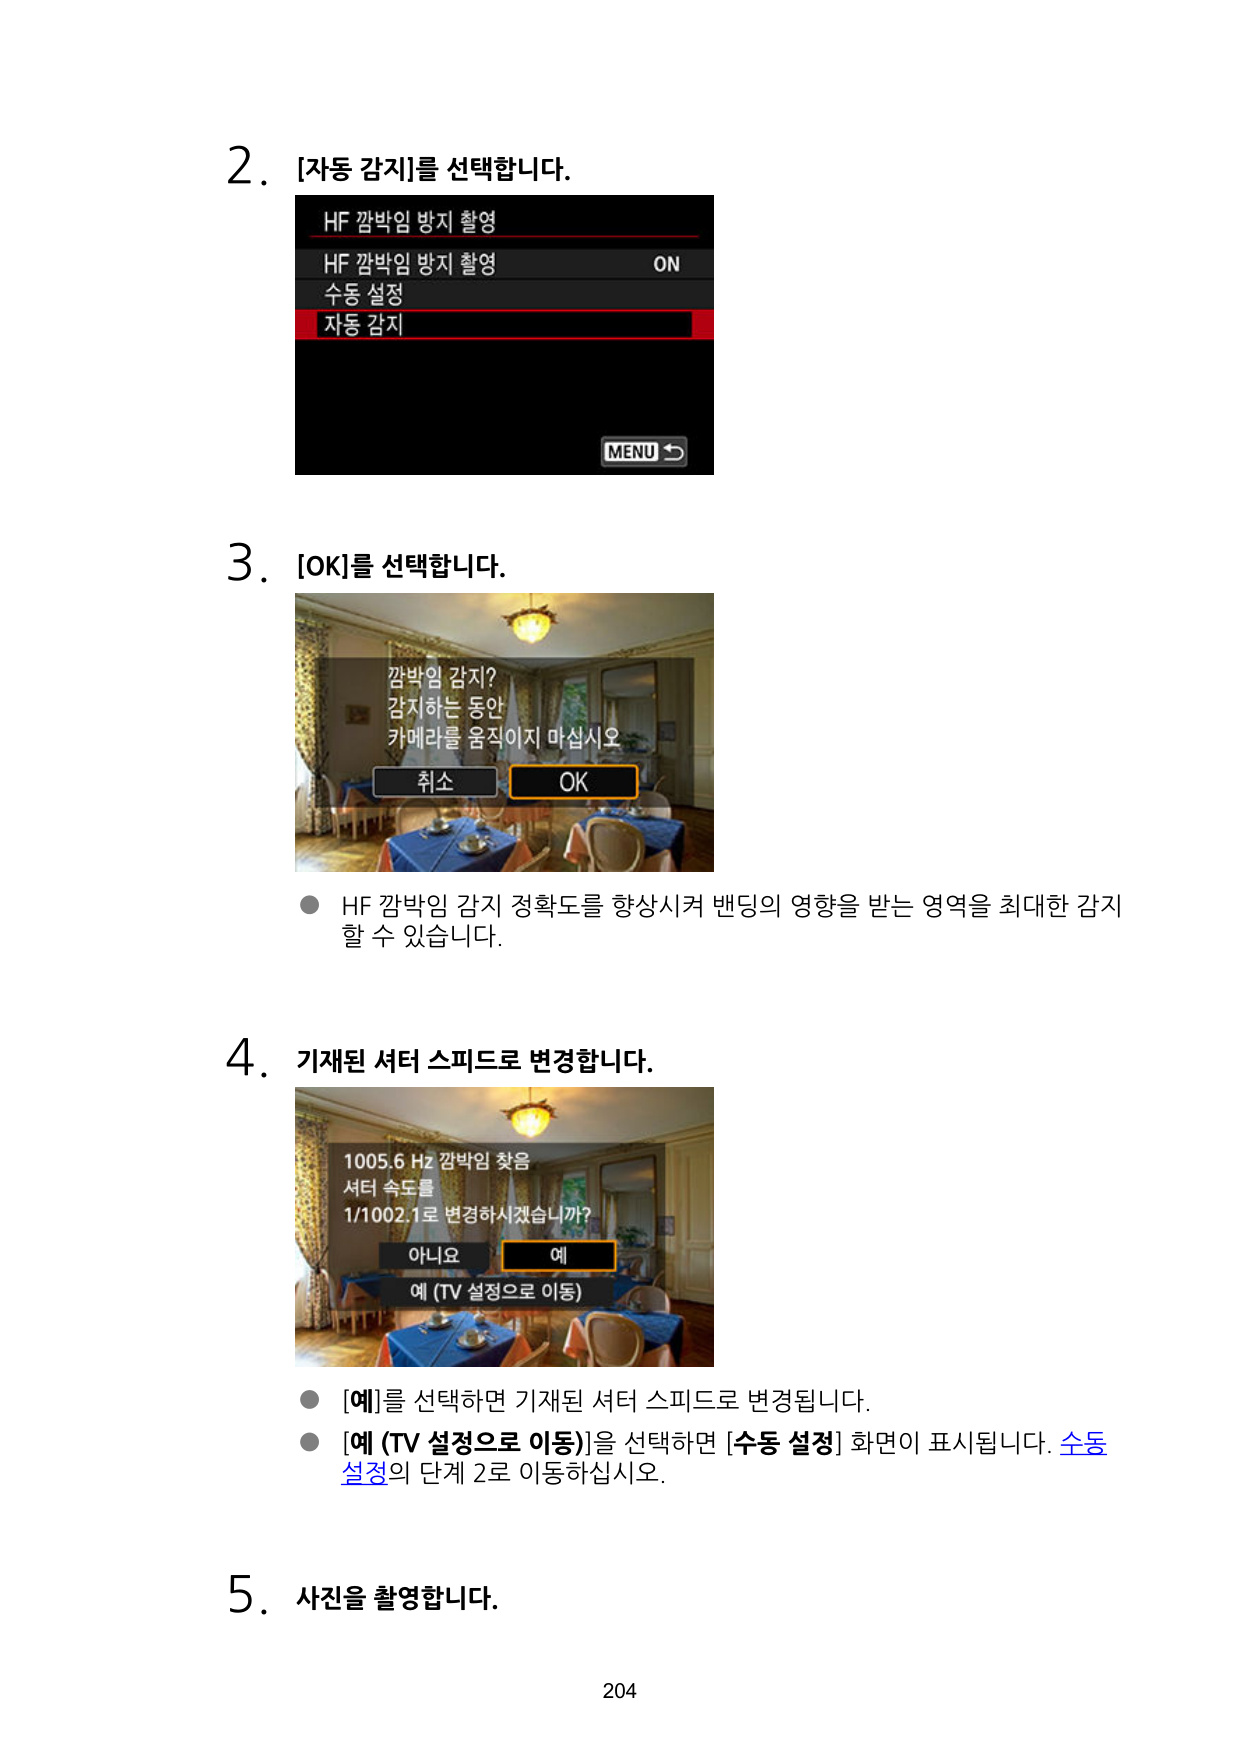 2. [자동 감지]를 선택합니다.
HF 깜박임 방지 촬영
HF 깜박임 방지 촬영 ON
수동 설정
자동 감지
MENU
3. [OK]를 선택합니다.
깜박임 감지?
감지하는 동안
카메라를 움직이지 마십시오
취소 OK
● HF 깜박임 감지 정확도를 향상시켜 밴딩의 영향을 받는 영역을 최대한 감지
할 수 있습니다.
4. 기재된 셔터 스피드로 변경합니다.
1005.6 Hz 깜박임 찾음
셔터 속도를
1/1002.1로 변경하시겠습니까?
아니요 예
예 (TV 설정으로 이동)
● [예]를 선택하면 기재된 셔터 스피드로 변경됩니다.
● [예 (TV 설정으로 이동)]을 선택하면 [수동 설정] 화면이 표시됩니다. 수동
설정의 단계 2로 이동하십시오.
5. 사진을 촬영합니다.
204